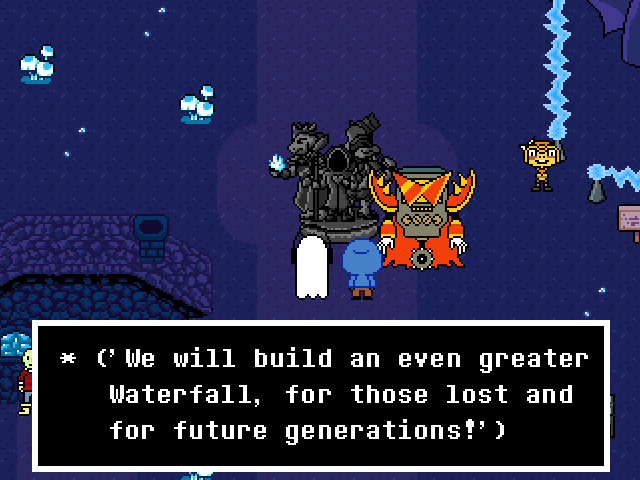 * ('We will build an even greater
Waterfall, for those lost and
for future generations!')